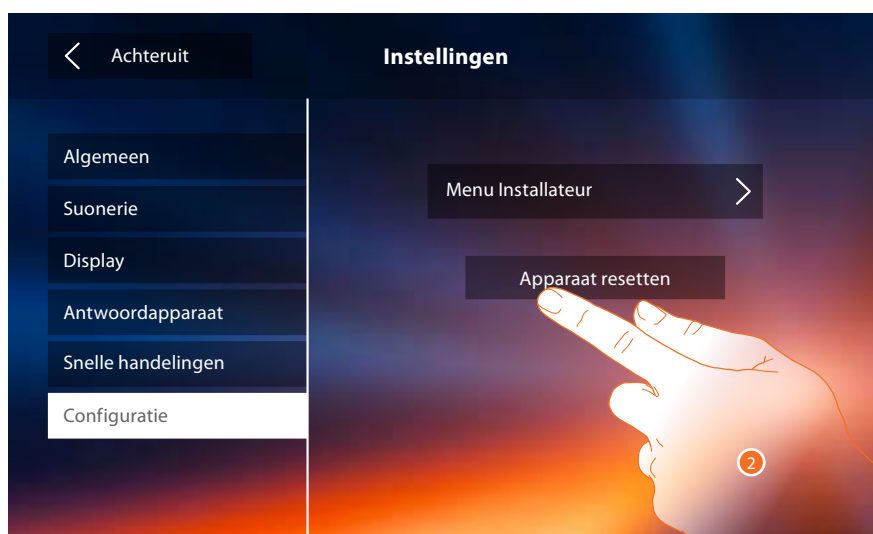 Achteruit
Instellingen
Algemeen
Suonerie
Display
Antwoordapparaat
Snelle handelingen
Configuratie
Menu Installateur
Apparaat resetten
2